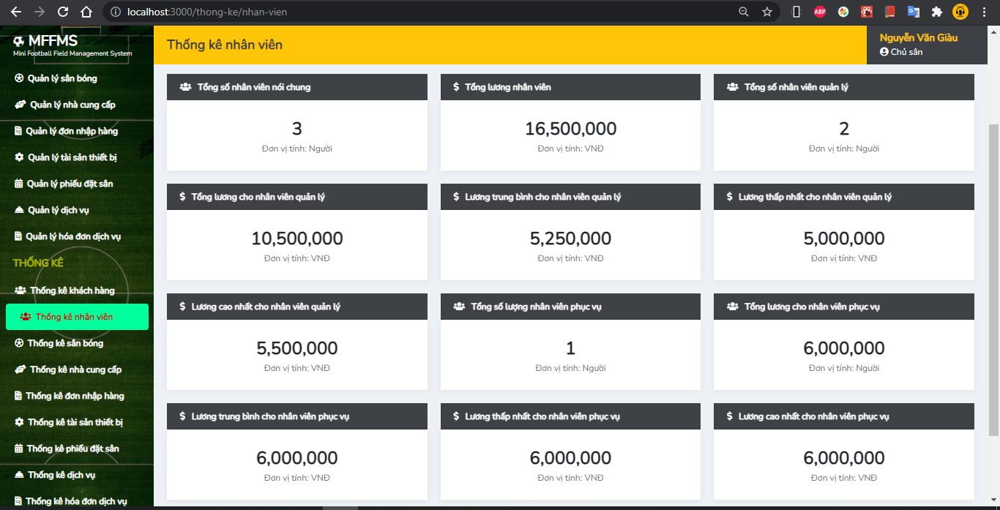 localhost:3000/thong-ke/nhan-vien
ABP
MFFMS
Mini Football Field Management System
Quản lý sân bóng
Quản lý nhà cung cấp
Quản lý đơn nhập hàng
Quản lý tài sản thiết bị
Quản lý phiếu đặt sân
Quản lý dịch vụ
Quản lý hóa đơn dịch vụ
THỐNG KÊ
Thống kê khách hàng
Thống kê nhân viên
Thống kê sân bóng
Thống kê nhà cung cấp
Thống kê đơn nhập hàng
Thống kê tài sản thiết bị
Thống kê phiếu đặt sân
Thống kê dịch vụ
Thống kê hóa đơn dịch vụ
Thống kê nhân viên
Nguyễn Văn Giàu
Chủ sân
Tổng số nhân viên nói chung
3
Đơn vị tính: Người
Tổng lương nhân viên
16,500,000
Đơn vị tính: VNĐ
Tổng số nhân viên quản lý
2
Đơn vị tính: Người
Tổng lương cho nhân viên quản lý
10,500,000
Đơn vị tính: VNĐ
Lương trung bình cho nhân viên quản lý
5,250,000
Đơn vị tính: VNĐ
Lương thấp nhất cho nhân viên quản lý
5,000,000
Đơn vị tính: VNĐ
Lương cao nhất cho nhân viên quản lý
5,500,000
Đơn vị tính: VNĐ
Tổng số lượng nhân viên phục vụ
1
Đơn vị tính: Người
Tổng lương cho nhân viên phục vụ
6,000,000
Đơn vị tính: Người
Lương trung bình cho nhân viên phục vụ
6,000,000
Đơn vị tính: VNĐ
Lương thấp nhất cho nhân viên phục vụ
6,000,000
Đơn vị tính: VNĐ
Lương cao nhất cho nhân viên phục vụ
6,000,000
Đơn vị tính: VNĐ